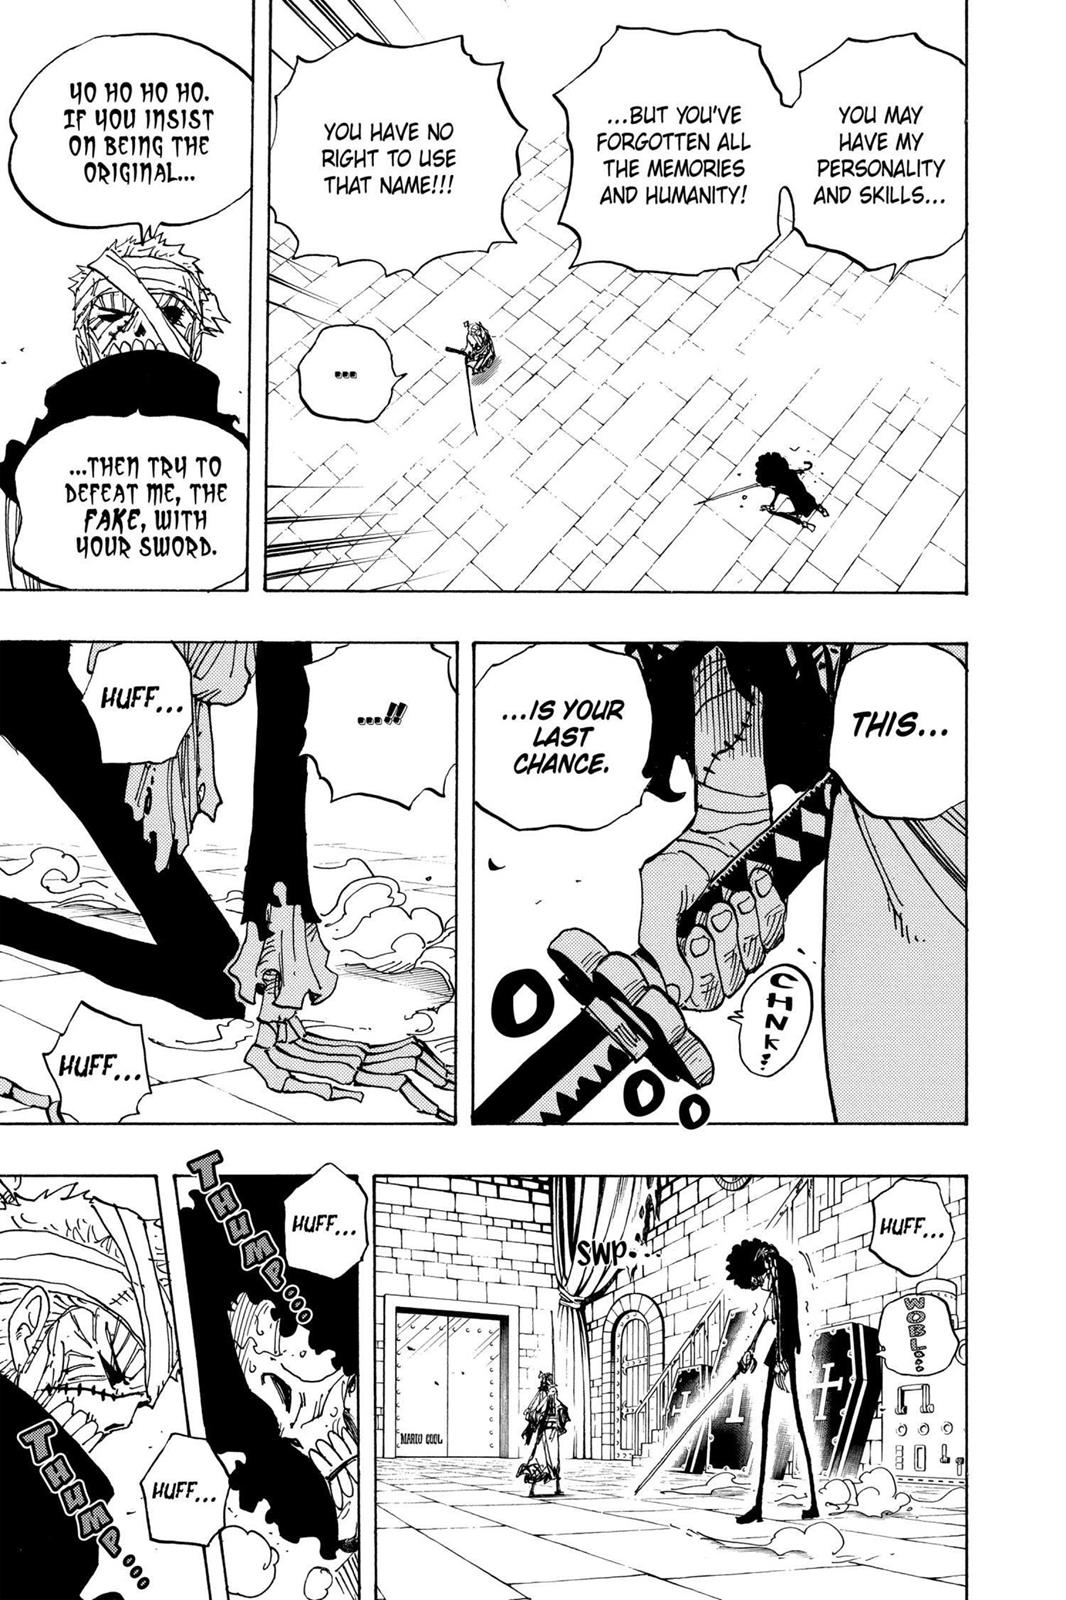 YOU MAY
HAVE MY
PERSONALITY
AND SKILLS...
...BUT YOU'VE
FORGOTTEN ALL
THE MEMORIES
AND HUMANITY!
YOU HAVE NO
RIGHT TO USE
THAT NAME!!!
...
YO HO HO HO.
IF YOU INSIST
ON BEING THE
ORIGINAL...
...THEN TRY TO
DEFEAT ME, THE
FAKE, WITH
YOUR SWORD.
THIS...
...IS YOUR
LAST
CHANCE.
CHNK!
...!!
HUFF...
HUFF...
HUFF...
WOBL...
SWP...
MARIO COOL
HUFF...
THUMP...
HUFF...
THUMP...